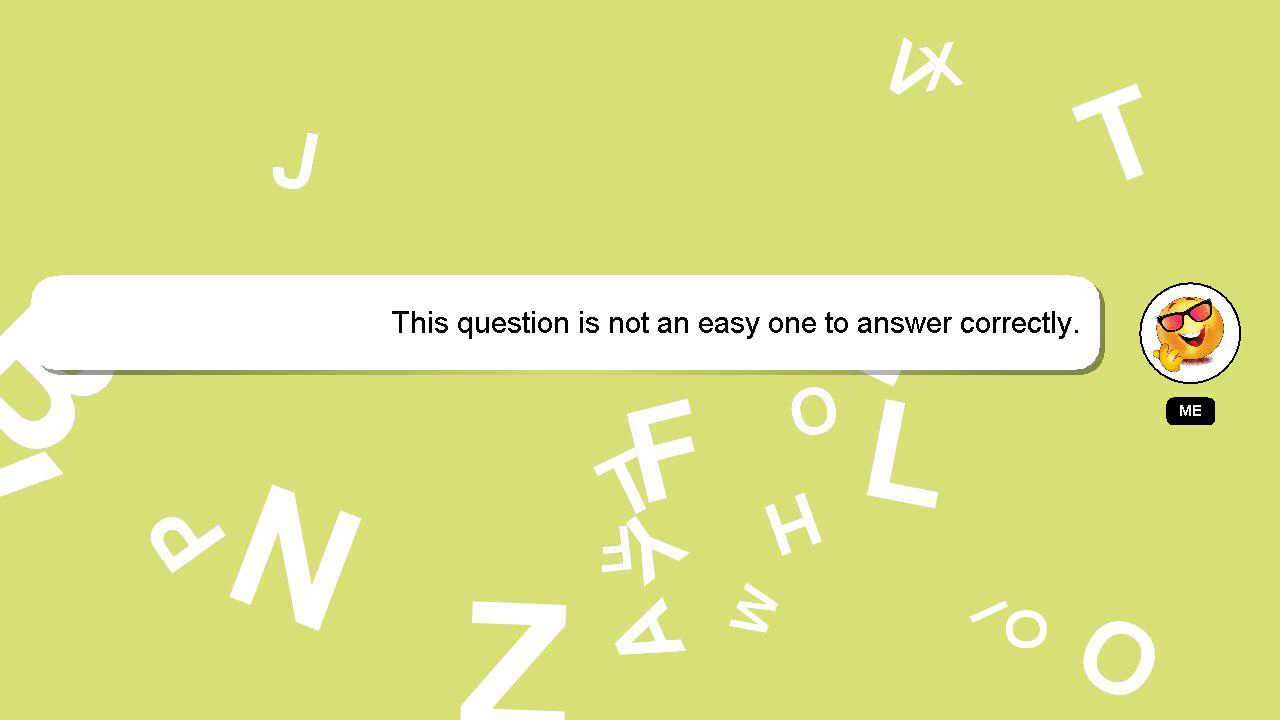 V X
T
J
This question is not an easy one to answer correctly.
ME
B
O
F
L
T
P
N
H
F Y
W
A
I O
O
Z